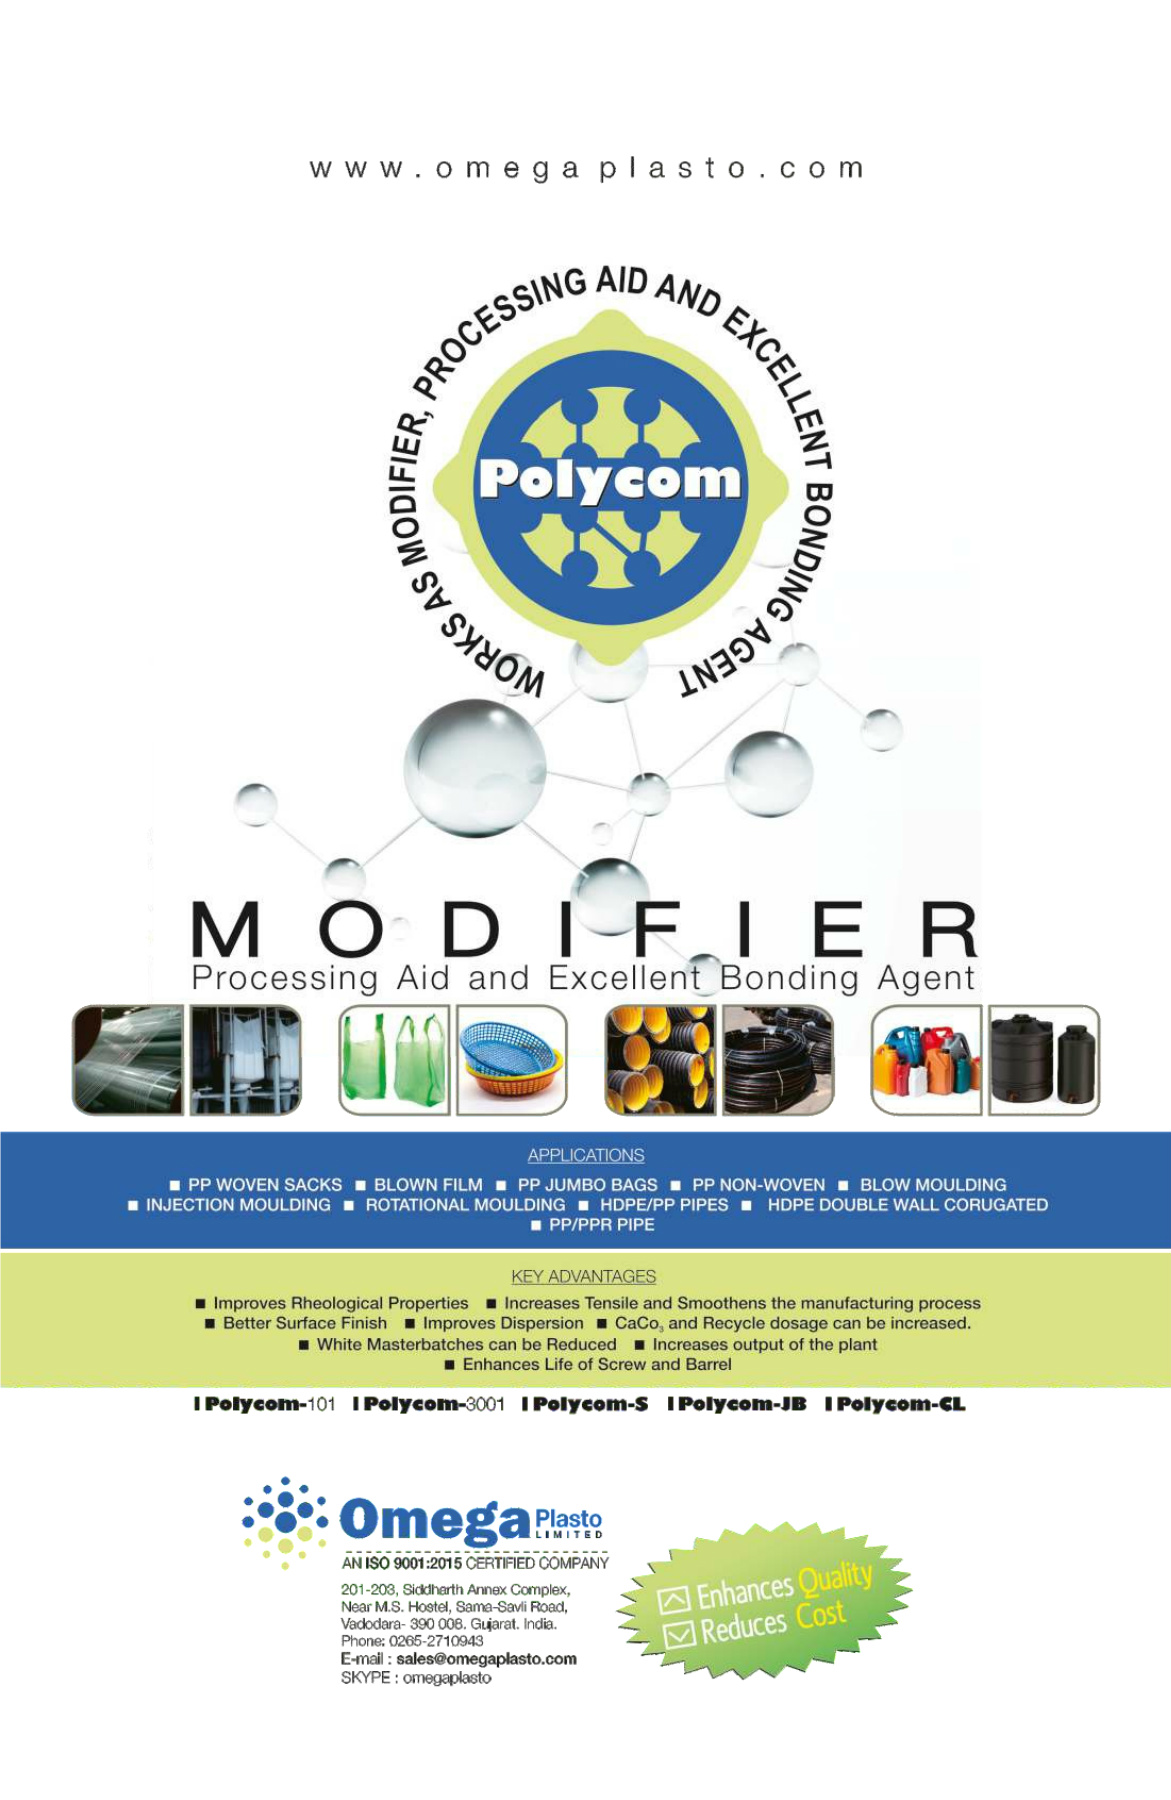 www.omegaplasto.com
WORKS AS MODIFIER, PROCESSING AID AND EXCELLENT BONDING AGENT
Polycom
MODIFIER
Processing Aid and Excellent Bonding Agent
APPLICATIONS
■ PP WOVEN SACKS ■ BLOWN FILM ■ PP JUMBO BAGS ■ PP NON-WOVEN ■ BLOW MOULDING
■ INJECTION MOULDING ■ ROTATIONAL MOULDING ■ HDPE/PP PIPES ■ HDPE DOUBLE WALL CORUGATED
■ PP/PPR PIPE
KEY ADVANTAGES
■ Improves Rheological Properties ■ Increases Tensile and Smoothens the manufacturing process
■ Better Surface Finish ■ Improves Dispersion ■ CaCo₃ and Recycle dosage can be increased.
■ White Masterbatches can be Reduced ■ Increases output of the plant
■ Enhances Life of Screw and Barrel
I Polycom-101 I Polycom-3001 I Polycom-S I Polycom-JB I Polycom-CL
Omega Plasto LIMITED
AN ISO 9001:2015 CERTIFIED COMPANY
201-203, Siddharth Annex Complex,
Near M.S. Hostel, Sama-Savli Road,
Vadodara- 390 008. Gujarat. India.
Phone: 0265-2710943
E-mail : sales@omegaplasto.com
SKYPE : omegaplasto
Enhances Quality
Reduces Cost